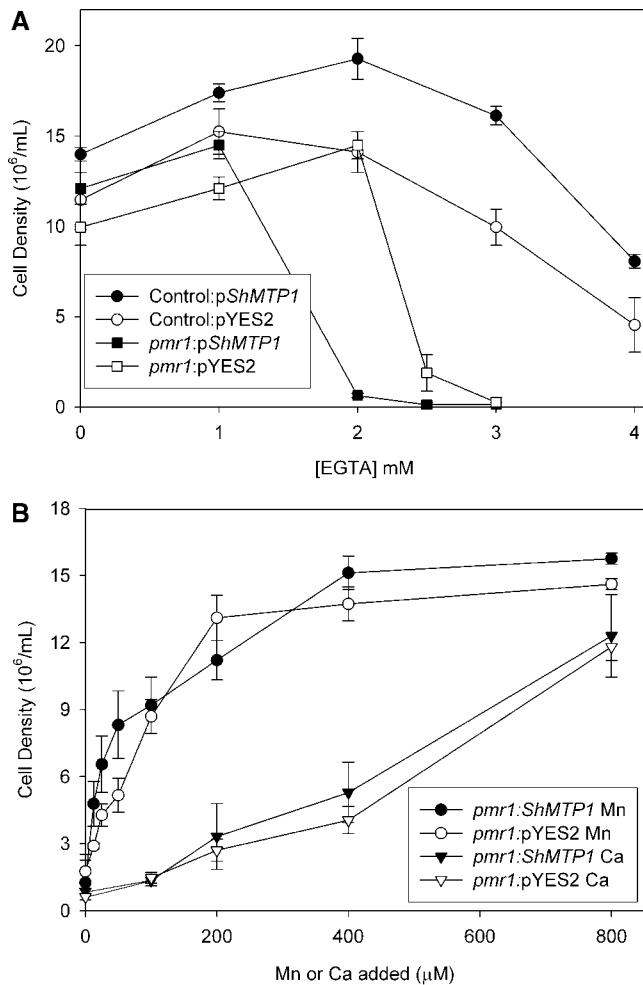 A
20
15
10
5
0
Cell Density (10⁶/mL)
Control:pShMTP1
Control:pYES2
pmr1:pShMTP1
pmr1:pYES2
0 1 2 3 4
[EGTA] mM
B
18
15
12
9
6
3
0
Cell Density (10⁶/mL)
pmr1:ShMTP1 Mn
pmr1:pYES2 Mn
pmr1:ShMTP1 Ca
pmr1:pYES2 Ca
0 200 400 600 800
Mn or Ca added (μM)